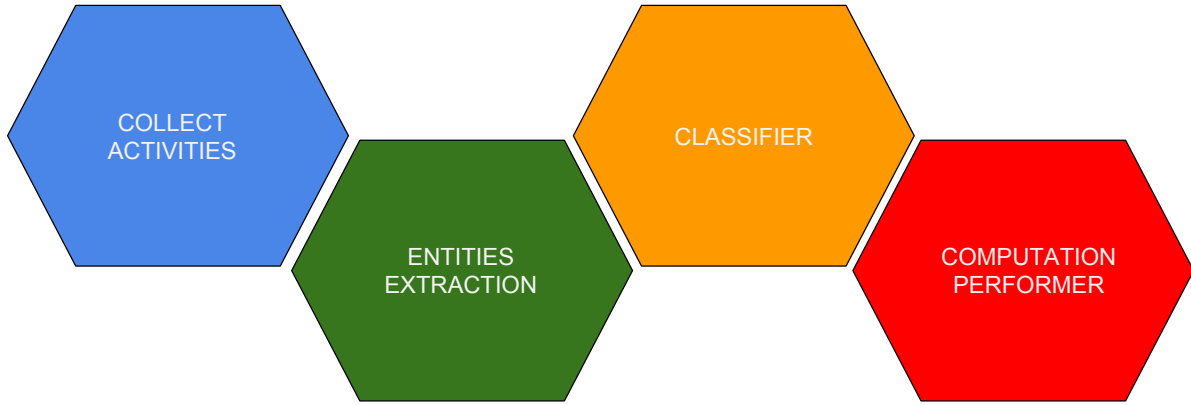 COLLECT
ACTIVITIES
ENTITIES
EXTRACTION
CLASSIFIER
COMPUTATION
PERFORMER